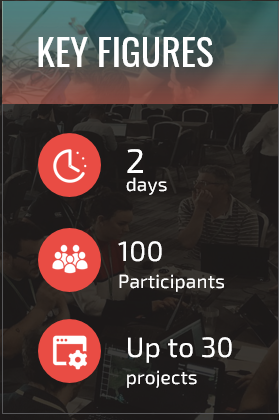 KEY FIGURES
2
days
100
Participants
Up to 30
projects